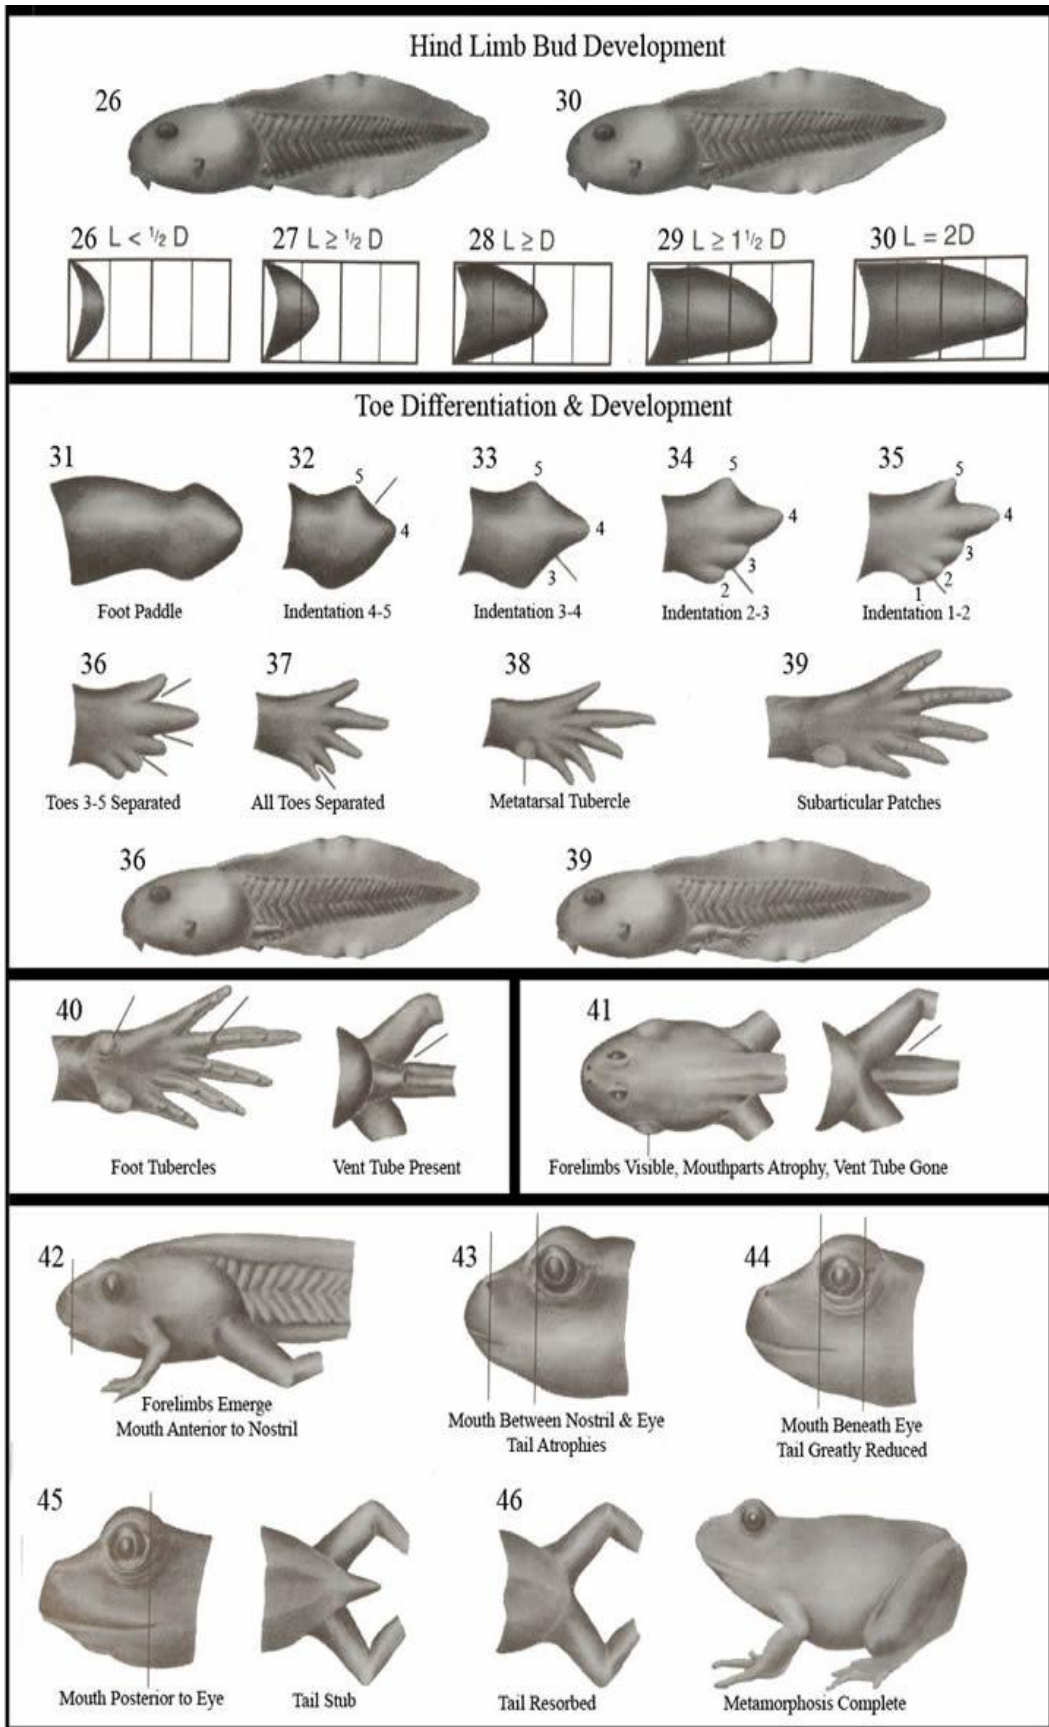 Hind Limb Bud Development
26
30
26 L < 1/2 D
27 L ≥ 1/2 D
28 L ≥ D
29 L ≥ 1 1/2 D
30 L = 2D
Toe Differentiation & Development
31
32
33
34
35
5
4
5
4
3
5
4
3
2
5
4
3
2
1
Foot Paddle
Indentation 4-5
Indentation 3-4
Indentation 2-3
Indentation 1-2
36
37
38
39
Toes 3-5 Separated
All Toes Separated
Metatarsal Tubercle
Subarticular Patches
36
39
40
Foot Tubercles
Vent Tube Present
41
Forelimbs Visible, Mouthparts Atrophy, Vent Tube Gone
42
Forelimbs Emerge
Mouth Anterior to Nostril
43
Mouth Between Nostril & Eye
Tail Atrophies
44
Mouth Beneath Eye
Tail Greatly Reduced
45
Mouth Posterior to Eye
Tail Stub
46
Tail Resorbed
Metamorphosis Complete